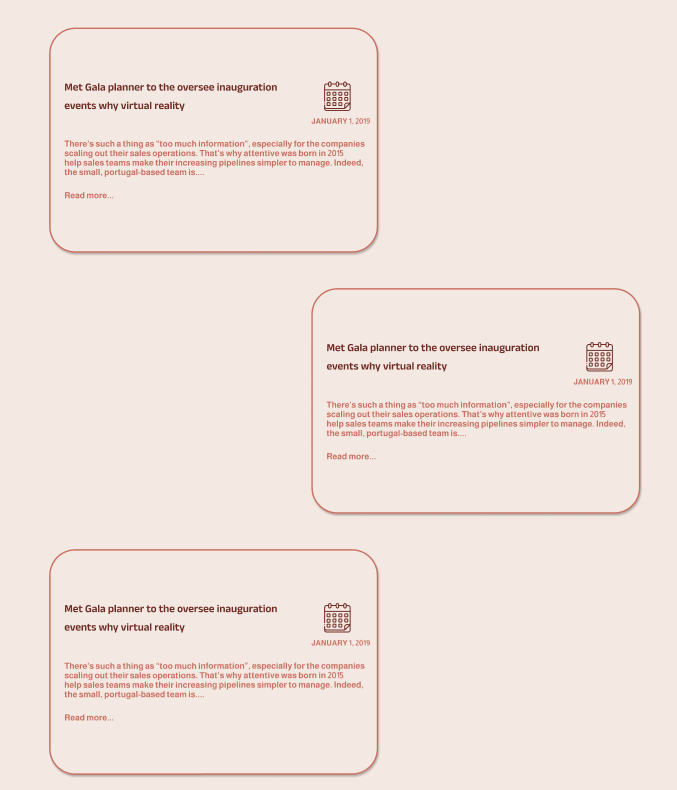 Met Gala planner to the oversee inauguration
events why virtual reality
JANUARY 1, 2019
There's such a thing as "too much information", especially for the companies
scaling out their sales operations. That's why attentive was born in 2015
help sales teams make their increasing pipelines simpler to manage. Indeed,
the small, portugal-based team is....
Read more...
Met Gala planner to the oversee inauguration
events why virtual reality
JANUARY 1, 2019
There's such a thing as "too much information", especially for the companies
scaling out their sales operations. That's why attentive was born in 2015
help sales teams make their increasing pipelines simpler to manage. Indeed,
the small, portugal-based team is....
Read more...
Met Gala planner to the oversee inauguration
events why virtual reality
JANUARY 1, 2019
There's such a thing as "too much information", especially for the companies
scaling out their sales operations. That's why attentive was born in 2015
help sales teams make their increasing pipelines simpler to manage. Indeed,
the small, portugal-based team is....
Read more...